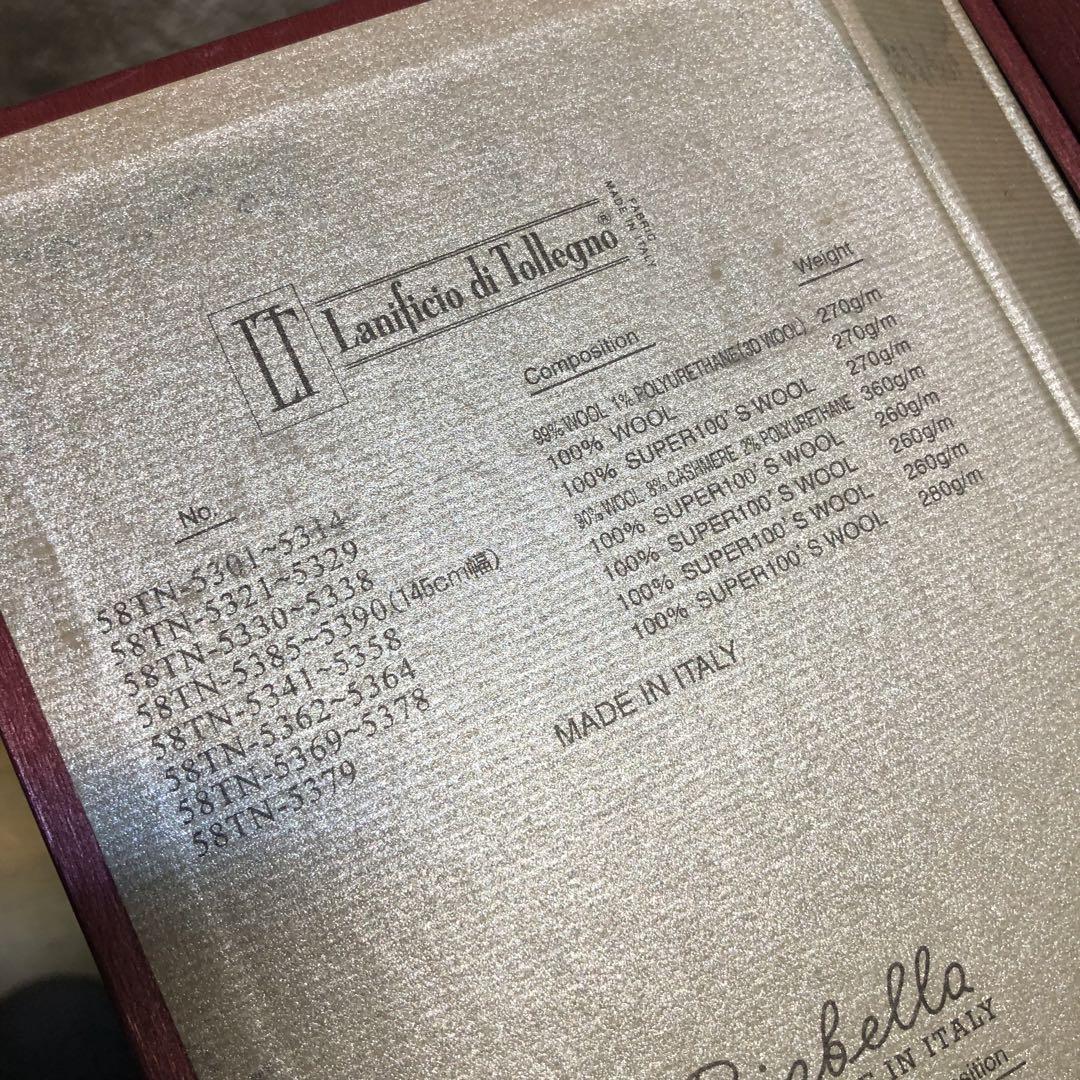 LT Lanificio di Tollegno®
FABRIC
MADE IN ITALY
No. Composition Weight
58TN-5301~5314 99% WOOL 1% POLYURETHANE(3D WOOL) 270g/m
58TN-5321~5329 100% WOOL 270g/m
58TN-5330~5338 100% SUPER100'S WOOL 270g/m
58TN-5385~5390(145cm幅) 90% WOOL 8% CASHMERE 2% POLYURETHANE 360g/m
58TN-5341~5358 100% SUPER100'S WOOL 260g/m
58TN-5362~5364 100% SUPER100'S WOOL 260g/m
58TN-5369~5378 100% SUPER100'S WOOL 260g/m
58TN-5379 100% SUPER100'S WOOL 280g/m
MADE IN ITALY
IN ITALY